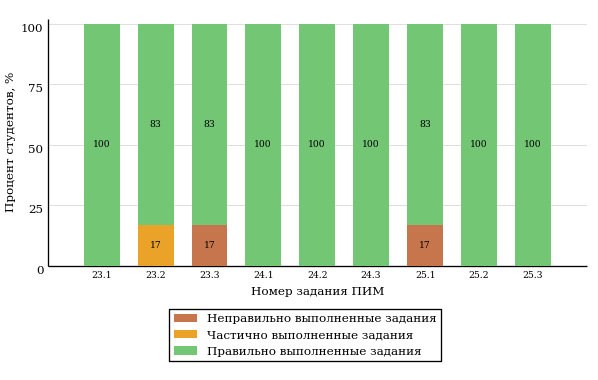 Процент студентов, %
100
75
50
25
0
100
83
17
83
17
100
100
100
83
17
100
100
23.1 23.2 23.3 24.1 24.2 24.3 25.1 25.2 25.3
Номер задания ПИМ
Неправильно выполненные задания
Частично выполненные задания
Правильно выполненные задания